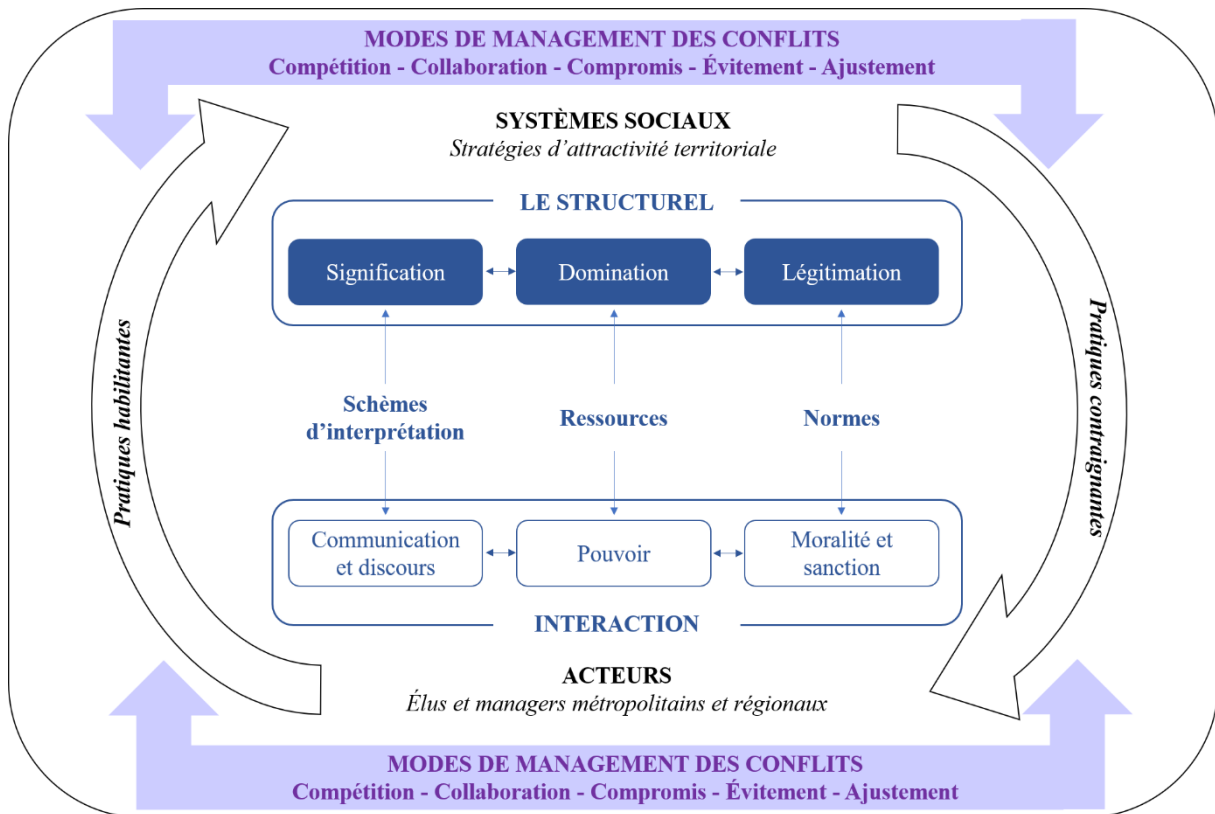 MODES DE MANAGEMENT DES CONFLITS
Compétition - Collaboration - Compromis - Évitement - Ajustement
SYSTÈMES SOCIAUX
Stratégies d’attractivité territoriale
LE STRUCTUREL
Signification
Domination
Légitimation
Pratiques habilitantes
Pratiques contraignantes
Schèmes
d’interprétation
Ressources
Normes
Communication
et discours
Pouvoir
Moralité et
sanction
INTERACTION
ACTEURS
Élus et managers métropolitains et régionaux
MODES DE MANAGEMENT DES CONFLITS
Compétition - Collaboration - Compromis - Évitement - Ajustement